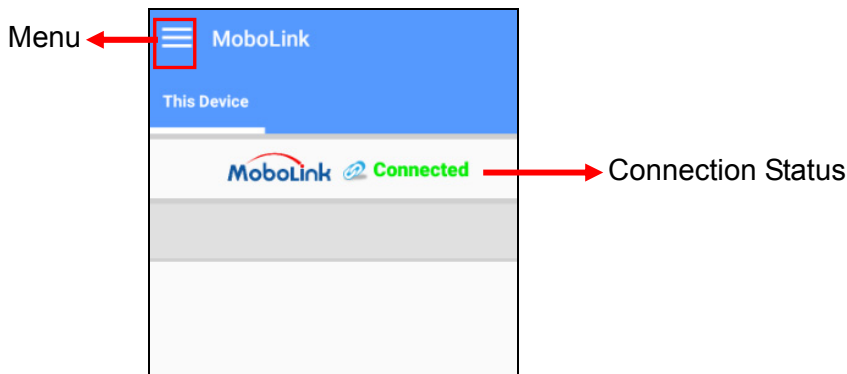 Menu
MoboLink
This Device
MoboLink Connected
Connection Status